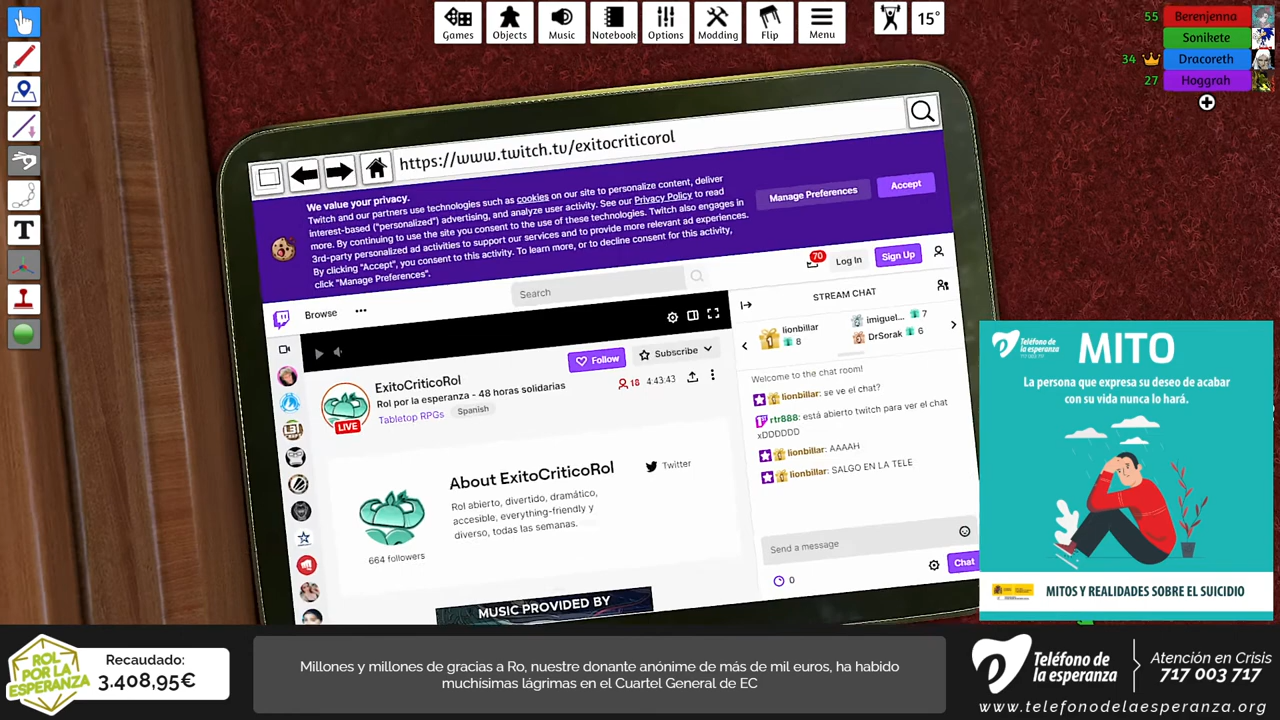 Games
Objects
Music
Notebook
Options
Modding
Flip
Menu
15°
55 Berenjenna
Sonikete
34 Dracoreth
27 Hoggrah
T
https://www.twitch.tv/exitocriticorol
We value your privacy.
Twitch and our partners use technologies such as cookies on our site to personalize content, deliver
interest-based ("personalized") advertising, and analyze user activity. See our Privacy Policy to read
more. By continuing to use the site you consent to the use of these technologies. Twitch also engages in
3rd-party personalized ad activities to support our services and to provide more relevant ad experiences.
By clicking "Accept", you consent to this activity. To learn more, or to decline consent for this activity,
click "Manage Preferences".
Manage Preferences
Accept
Browse
Search
70
Log In
Sign Up
STREAM CHAT
lionbillar
8
imiguel... 7
DrSorak 6
Follow
Subscribe
ExitoCriticoRol
Rol por la esperanza - 48 horas solidarias
Tabletop RPGs
Spanish
18
4:43:43
LIVE
Welcome to the chat room!
lionbillar: se ve el chat?
rtr888: está abierto twitch para ver el chat
xDDDDDD
lionbillar: AAAAH
lionbillar: SALGO EN LA TELE
About ExitoCriticoRol
Twitter
Rol abierto, divertido, dramático,
accesible, everything-friendly y
diverso, todas las semanas.
664 followers
MUSIC PROVIDED BY
Send a message
0
Chat
Teléfono de
la esperanza
717 003 717
MITO
La persona que expresa su deseo de acabar
con su vida nunca lo hará.
MITOS Y REALIDADES SOBRE EL SUICIDIO
ROL
POR LA
ESPERANZA
Recaudado:
3.408,95€
Millones y millones de gracias a Ro, nuestre donante anónime de más de mil euros, ha habido
muchísimas lágrimas en el Cuartel General de EC
Teléfono de
la esperanza
Atención en Crisis
717 003 717
www.telefonodelaesperanza.org